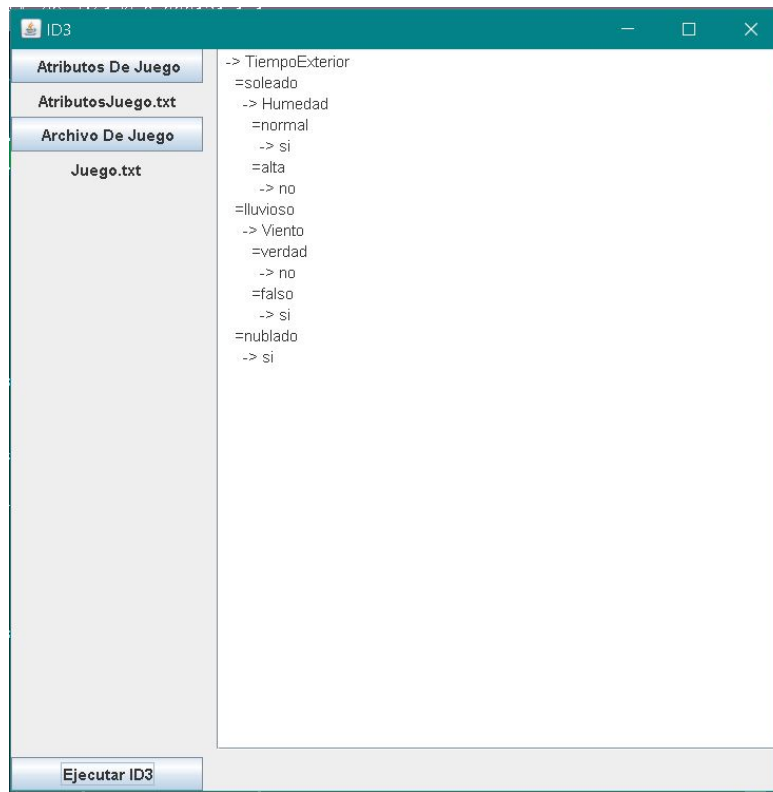 ID3
Atributos De Juego
AtributosJuego.txt
Archivo De Juego
Juego.txt
-> TiempoExterior
=soleado
-> Humedad
=normal
-> si
=alta
-> no
=lluvioso
-> Viento
=verdad
-> no
=falso
-> si
=nublado
-> si
Ejecutar ID3